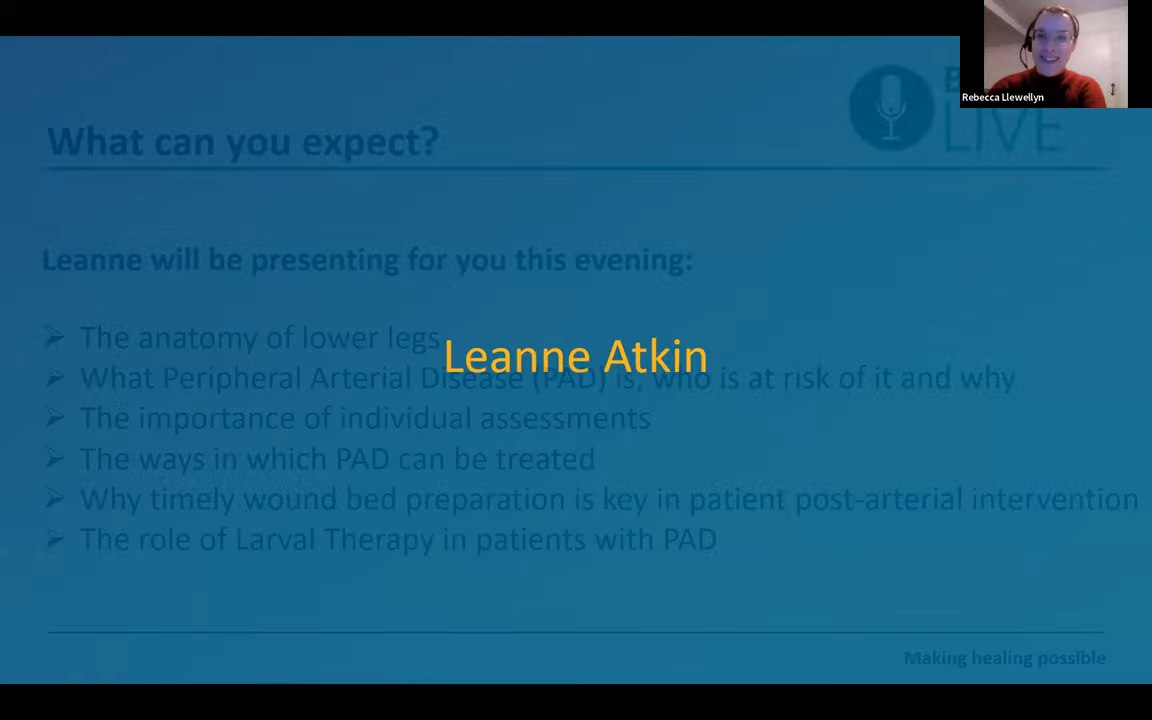 Rebecca Llewellyn
LIVE
What can you expect?
Leanne will be presenting for you this evening:
➢ The anatomy of lower legs
Leanne Atkin
➢ What Peripheral Arterial Disease (PAD) is, who is at risk of it and why
➢ The importance of individual assessments
➢ The ways in which PAD can be treated
➢ Why timely wound bed preparation is key in patient post-arterial intervention
➢ The role of Larval Therapy in patients with PAD
Making healing possible